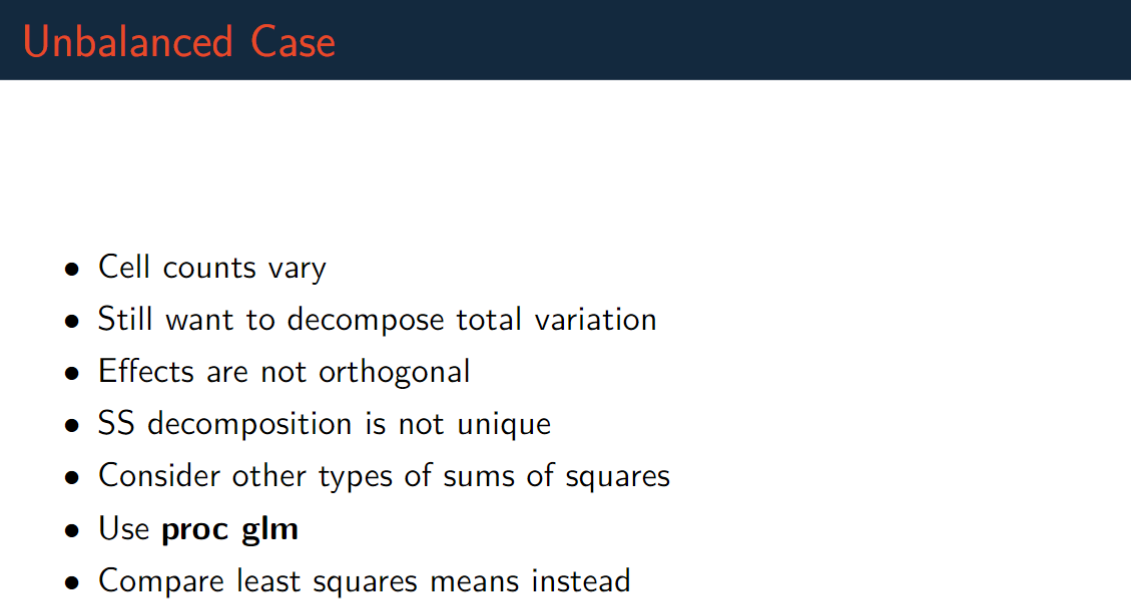 Unbalanced Case
• Cell counts vary
• Still want to decompose total variation
• Effects are not orthogonal
• SS decomposition is not unique
• Consider other types of sums of squares
• Use proc glm
• Compare least squares means instead